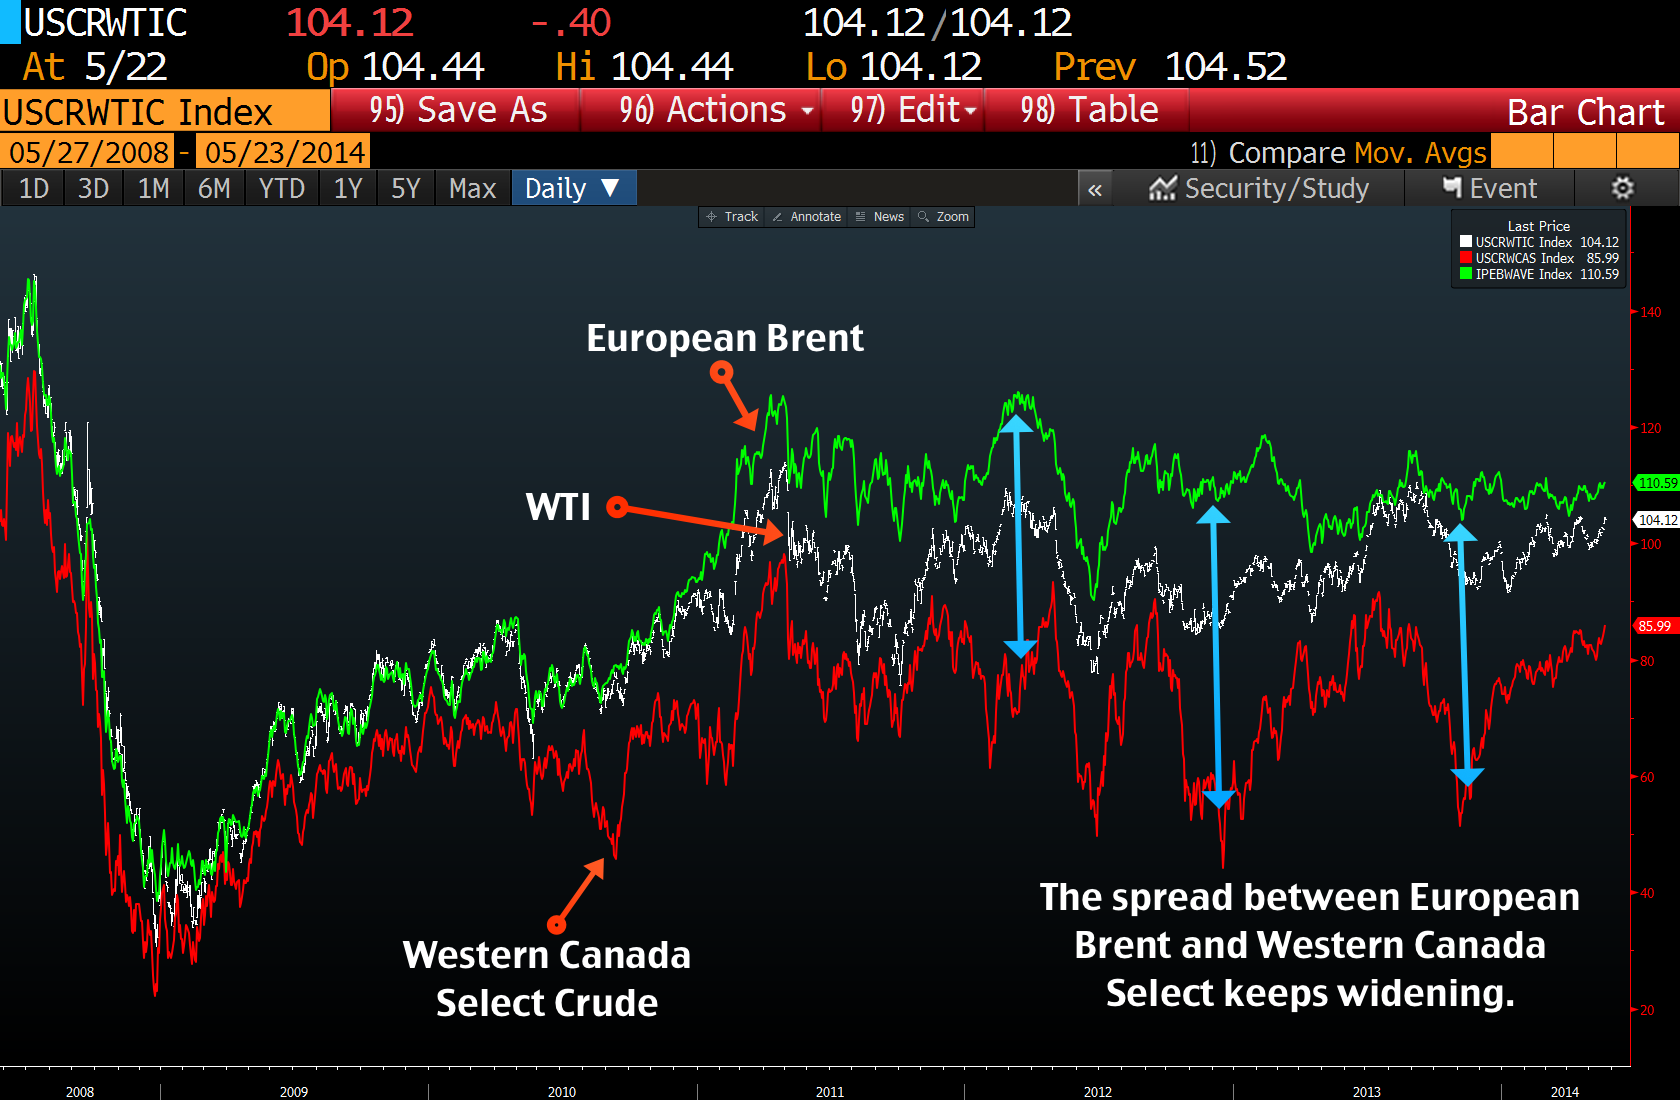 USCRWTIC 104.12 -.40 104.12/104.12
At 5/22 Op 104.44 Hi 104.44 Lo 104.12 Prev 104.52
USCRWTIC Index 95) Save As 96) Actions 97) Edit 98) Table Bar Chart
05/27/2008 - 05/23/2014 11) Compare Mov. Avgs
1D 3D 1M 6M YTD 1Y 5Y Max Daily ▼ « Security/Study Event
Track Annotate News Zoom
Last Price
USCRWTIC Index 104.12
USCRWCAS Index 85.99
IPEBWAVE Index 110.59
140
European Brent
120
110.59
WTI
104.12
100
85.99
80
60
The spread between European
Brent and Western Canada
Select keeps widening.
40
Western Canada
Select Crude
20
2008 2009 2010 2011 2012 2013 2014